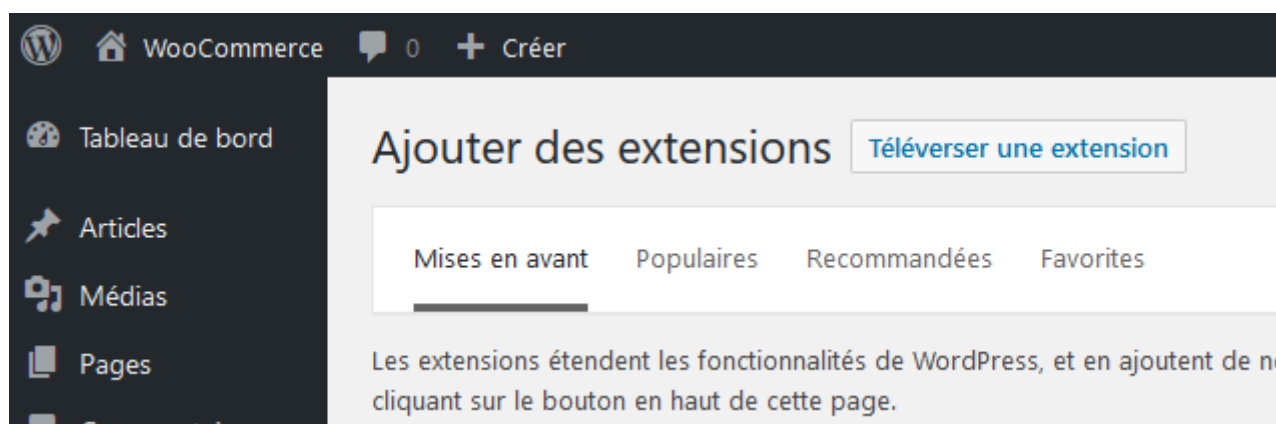 WooCommerce 0 Créer
Tableau de bord
Ajouter des extensions Téléverser une extension
Articles
Mises en avant Populaires Recommandées Favorites
Médias
Pages
Les extensions étendent les fonctionnalités de WordPress, et en ajoutent de
cliquant sur le bouton en haut de cette page.